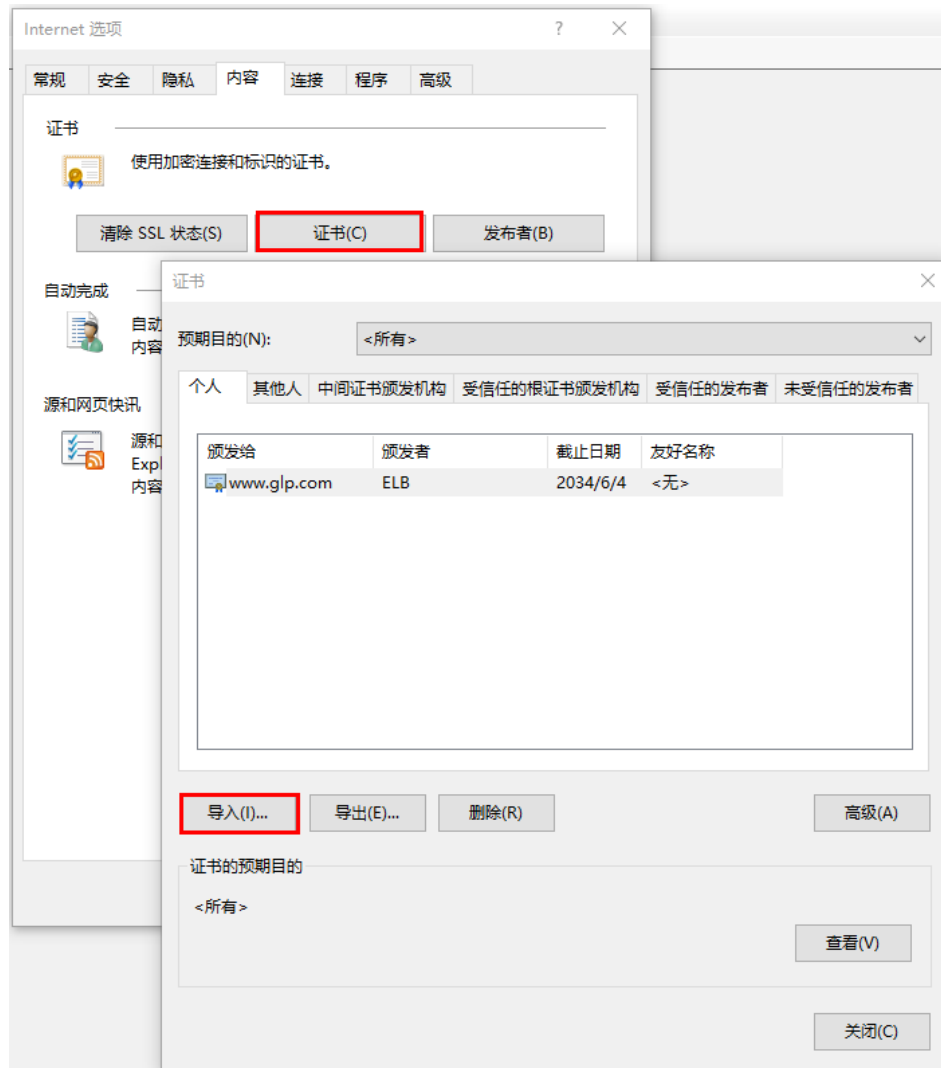 Internet 选项
?
常规 安全 隐私 内容 连接 程序 高级
证书
使用加密连接和标识的证书。
清除 SSL 状态(S) 证书(C) 发布者(B)
自动完成
自动
内容
源和网页快讯
源和
Expl
内容
证书
预期目的(N): <所有>
个人 其他人 中间证书颁发机构 受信任的根证书颁发机构 受信任的发布者 未受信任的发布者
颁发给 颁发者 截止日期 友好名称
www.glp.com ELB 2034/6/4 <无>
导入(I)... 导出(E)... 删除(R) 高级(A)
证书的预期目的
<所有>
查看(V)
关闭(C)